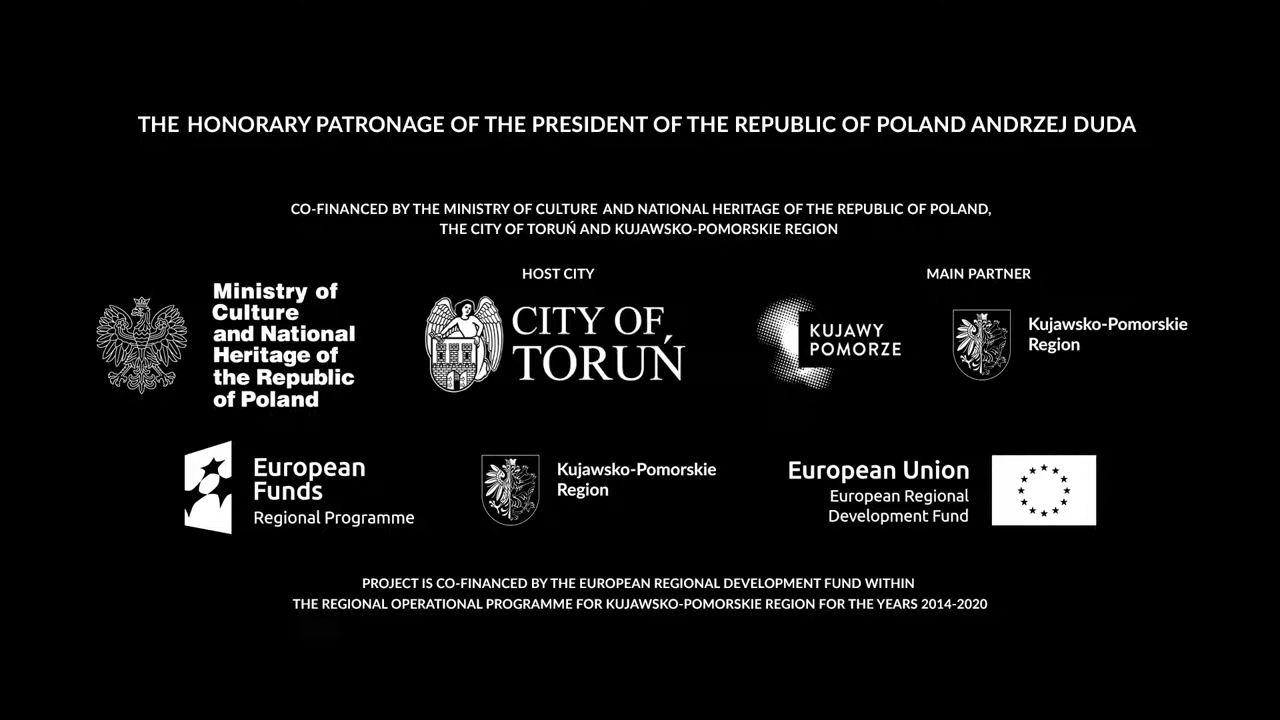 THE HONORARY PATRONAGE OF THE PRESIDENT OF THE REPUBLIC OF POLAND ANDRZEJ DUDA
CO-FINANCED BY THE MINISTRY OF CULTURE AND NATIONAL HERITAGE OF THE REPUBLIC OF POLAND,
THE CITY OF TORUŃ AND KUJAWSKO-POMORSKIE REGION
Ministry of
Culture
and National
Heritage of
the Republic
of Poland
HOST CITY
CITY OF
TORUŃ
KUJAWY
POMORZE
MAIN PARTNER
Kujawsko-Pomorskie
Region
European
Funds
Regional Programme
Kujawsko-Pomorskie
Region
European Union
European Regional
Development Fund
PROJECT IS CO-FINANCED BY THE EUROPEAN REGIONAL DEVELOPMENT FUND WITHIN
THE REGIONAL OPERATIONAL PROGRAMME FOR KUJAWSKO-POMORSKIE REGION FOR THE YEARS 2014-2020